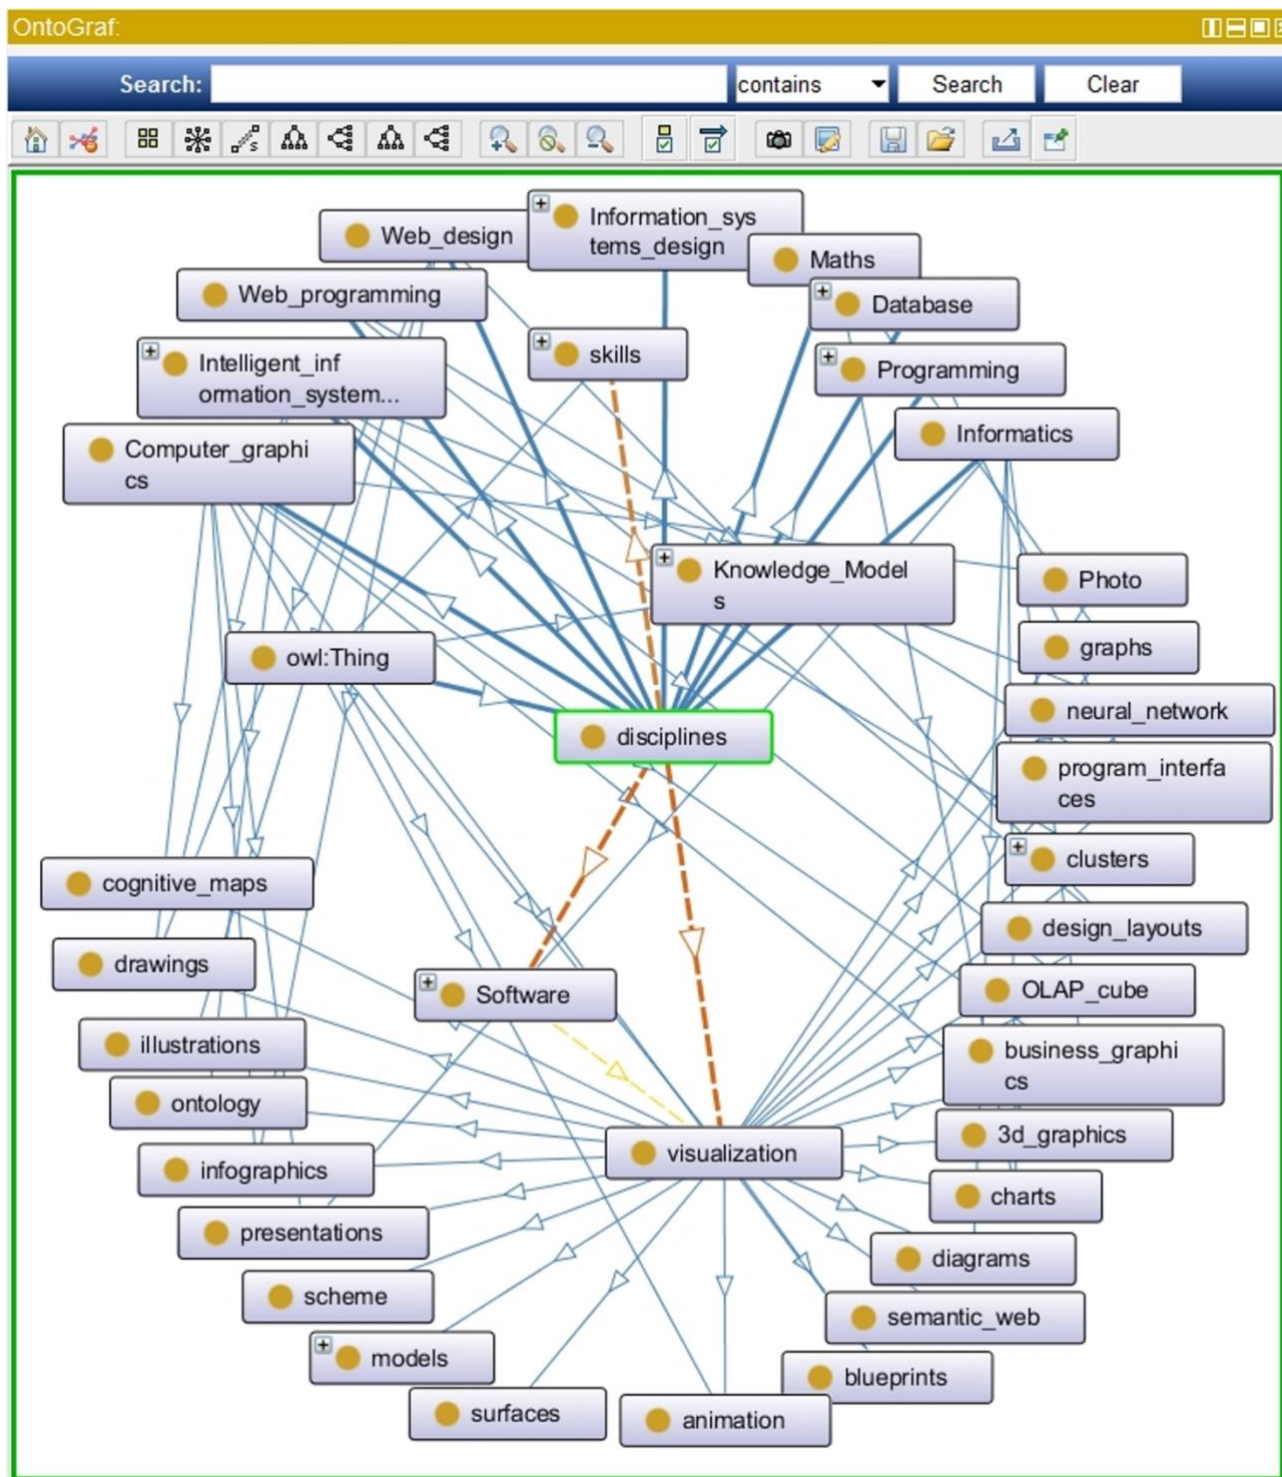 OntoGraf:
Search:
contains
Search
Clear
Information_sys
tems_design
Web_design
Maths
Web_programming
Database
skills
Intelligent_inf
ormation_system...
Programming
Informatics
Computer_graphi
cs
Knowledge_Model
s
Photo
graphs
owl:Thing
neural_network
disciplines
program_interfa
ces
clusters
cognitive_maps
design_layouts
drawings
Software
OLAP_cube
illustrations
business_graphi
cs
ontology
3d_graphics
visualization
infographics
charts
presentations
diagrams
scheme
semantic_web
models
blueprints
surfaces
animation